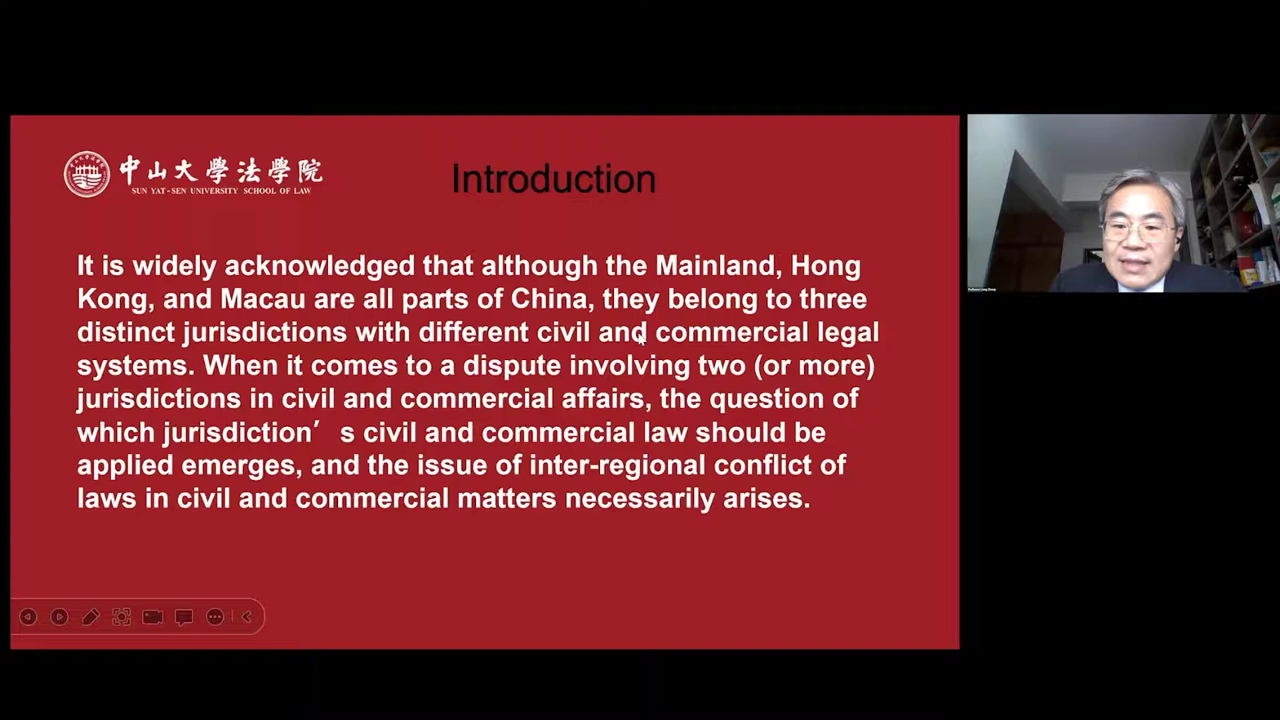 中山大學法學院
SUN YAT-SEN UNIVERSITY SCHOOL OF LAW
Introduction
It is widely acknowledged that although the Mainland, Hong
Kong, and Macau are all parts of China, they belong to three
distinct jurisdictions with different civil and commercial legal
systems. When it comes to a dispute involving two (or more)
jurisdictions in civil and commercial affairs, the question of
which jurisdiction’ s civil and commercial law should be
applied emerges, and the issue of inter-regional conflict of
laws in civil and commercial matters necessarily arises.